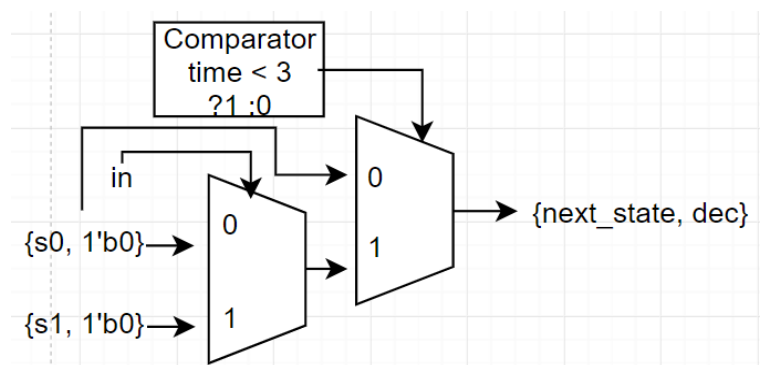 Comparator
time < 3
?1 :0
in
0
{s0, 1'b0}
0
{next_state, dec}
1
{s1, 1'b0}
1